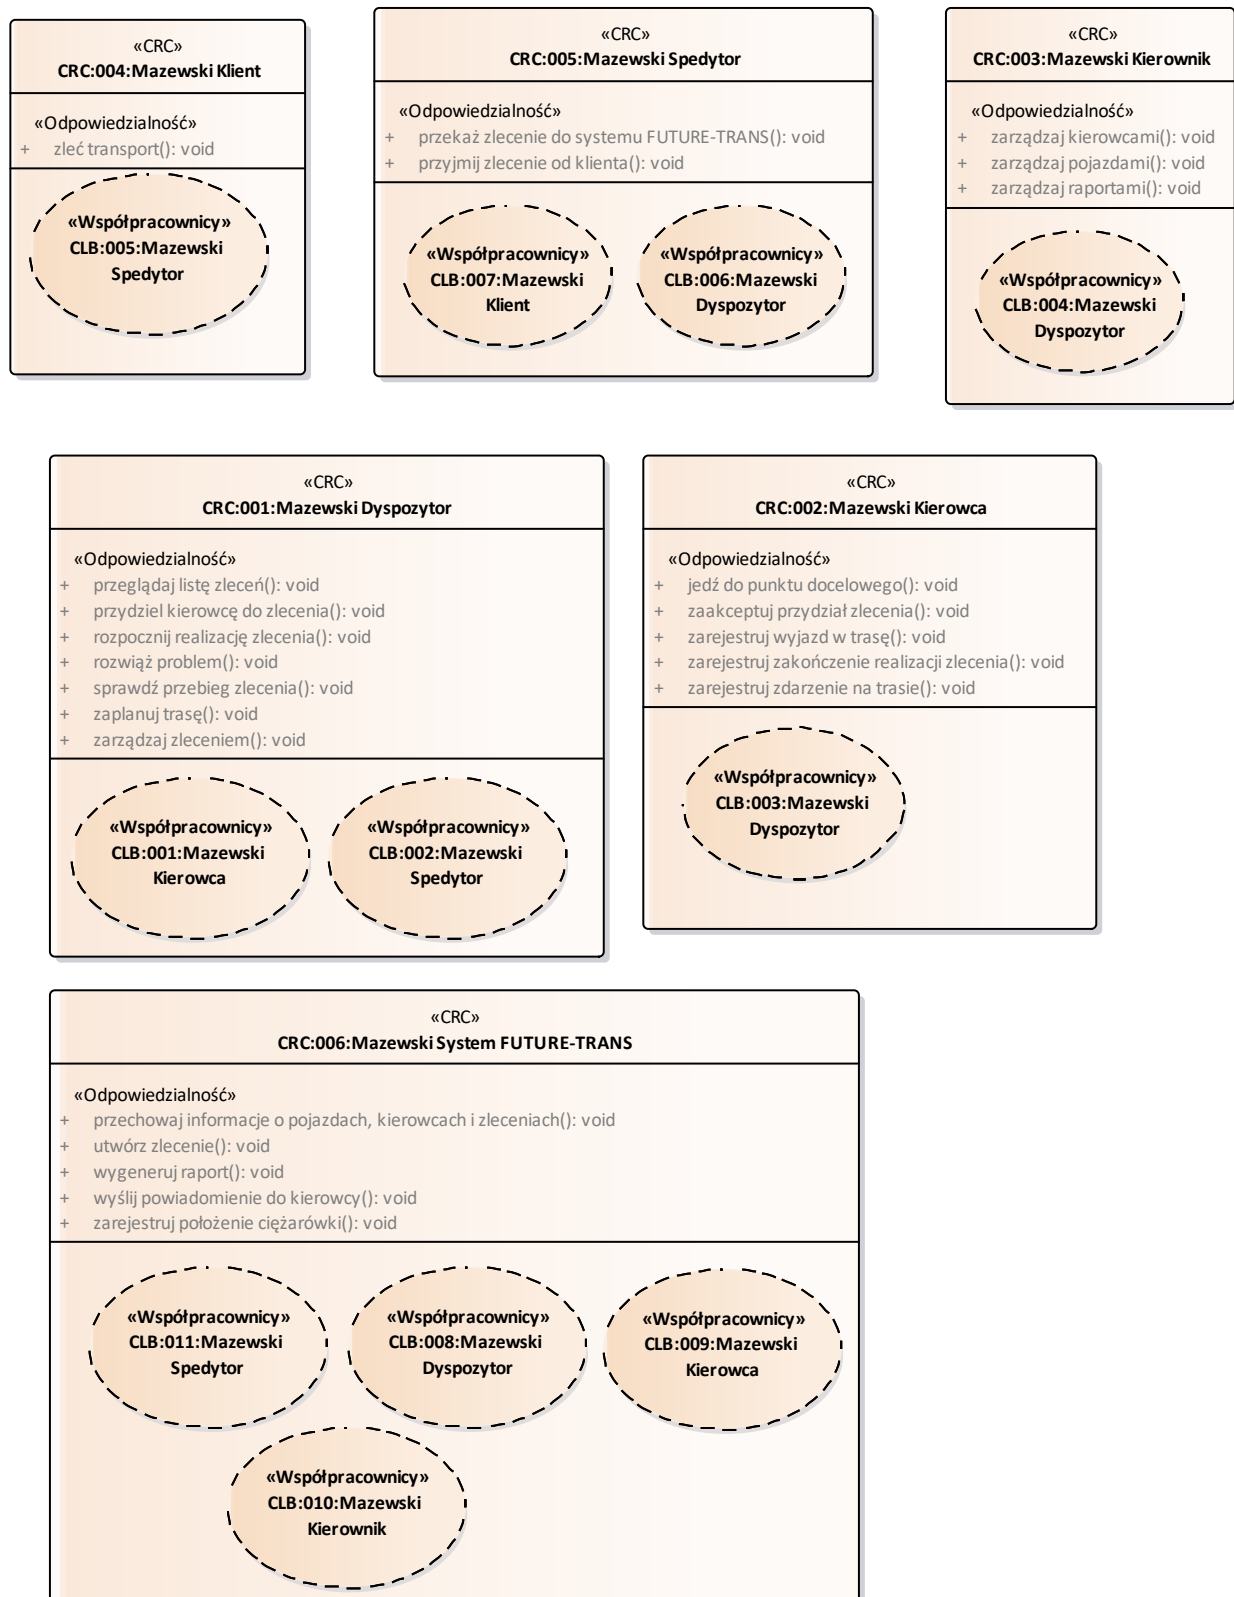 «CRC»
CRC:004:Mazewski Klient
«Odpowiedzialność»
+ zleć transport(): void
«Współpracownicy»
CLB:005:Mazewski
Spedytor
«CRC»
CRC:005:Mazewski Spedytor
«Odpowiedzialność»
+ przekaż zlecenie do systemu FUTURE-TRANS(): void
+ przyjmij zlecenie od klienta(): void
«Współpracownicy»
CLB:007:Mazewski
Klient
«Współpracownicy»
CLB:006:Mazewski
Dyspozytor
«CRC»
CRC:003:Mazewski Kierownik
«Odpowiedzialność»
+ zarządzaj kierowcami(): void
+ zarządzaj pojazdami(): void
+ zarządzaj raportami(): void
«Współpracownicy»
CLB:004:Mazewski
Dyspozytor
«CRC»
CRC:001:Mazewski Dyspozytor
«Odpowiedzialność»
+ przeglądaj listę zleceń(): void
+ przydziel kierowcę do zlecenia(): void
+ rozpocznij realizację zlecenia(): void
+ rozwiąż problem(): void
+ sprawdź przebieg zlecenia(): void
+ zaplanuj trasę(): void
+ zarządzaj zleceniem(): void
«Współpracownicy»
CLB:001:Mazewski
Kierowca
«Współpracownicy»
CLB:002:Mazewski
Spedytor
«CRC»
CRC:002:Mazewski Kierowca
«Odpowiedzialność»
+ jedź do punktu docelowego(): void
+ zaakceptuj przydział zlecenia(): void
+ zarejestruj wyjazd w trasę(): void
+ zarejestruj zakończenie realizacji zlecenia(): void
+ zarejestruj zdarzenie na trasie(): void
«Współpracownicy»
CLB:003:Mazewski
Dyspozytor
«CRC»
CRC:006:Mazewski System FUTURE-TRANS
«Odpowiedzialność»
+ przechowaj informacje o pojazdach, kierowcach i zleceniach(): void
+ utwórz zlecenie(): void
+ wygeneruj raport(): void
+ wyślij powiadomienie do kierowcy(): void
+ zarejestruj położenie ciężarówki(): void
«Współpracownicy»
CLB:011:Mazewski
Spedytor
«Współpracownicy»
CLB:008:Mazewski
Dyspozytor
«Współpracownicy»
CLB:009:Mazewski
Kierowca
«Współpracownicy»
CLB:010:Mazewski
Kierownik